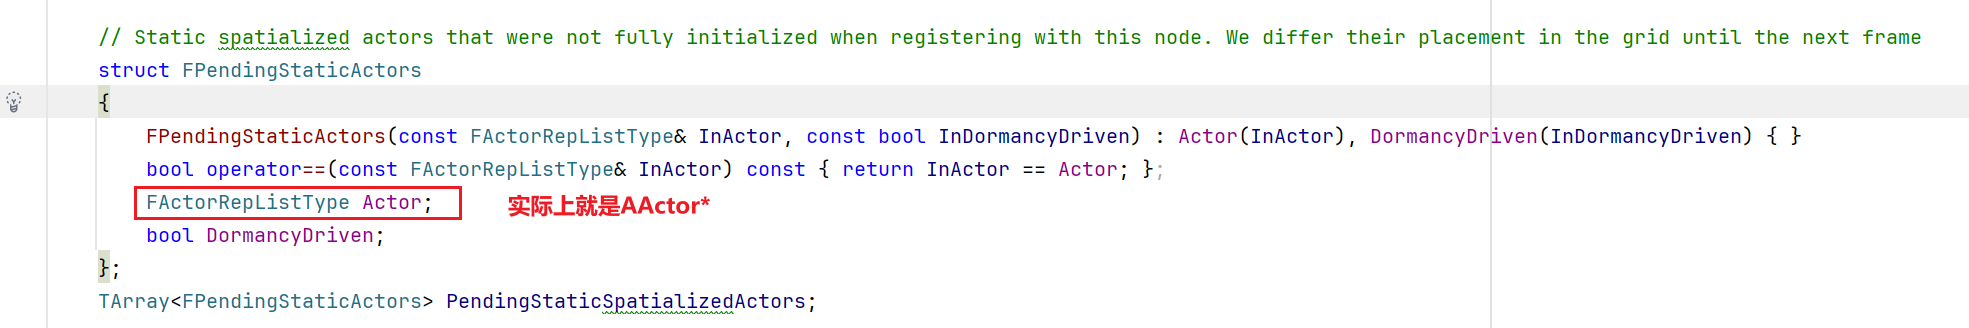 // Static spatialized actors that were not fully initialized when registering with this node. We differ their placement in the grid until the next frame
struct FPendingStaticActors
{
FPendingStaticActors(const FActorRepListType& InActor, const bool InDormancyDriven) : Actor(InActor), DormancyDriven(InDormancyDriven) { }
bool operator==(const FActorRepListType& InActor) const { return InActor == Actor; };
FActorRepListType Actor; 实际上就是AActor*
bool DormancyDriven;
};
TArray<FPendingStaticActors> PendingStaticSpatializedActors;